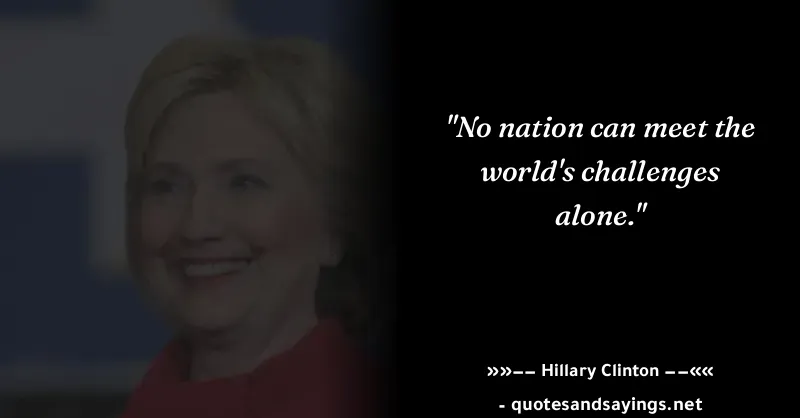 "No nation can meet the
world's challenges
alone."
»»−− Hillary Clinton −−««
- quotesandsayings.net